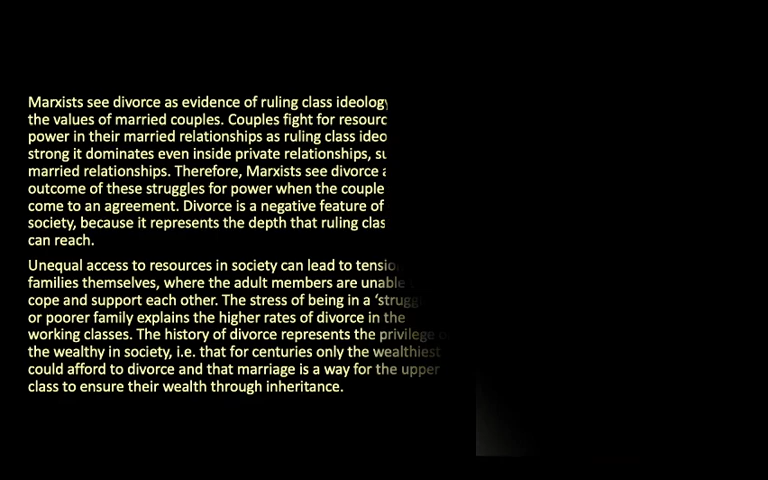 Marxists see divorce as evidence of ruling class ideology
the values of married couples. Couples fight for
power in their married relationships as ruling class
strong it dominates even inside private relationships,
married relationships. Therefore, Marxists see divorce
outcome of these struggles for power when the couple
come to an agreement. Divorce is a negative feature of
society, because it represents the depth that ruling
can reach.
Unequal access to resources in society can lead to
families themselves, where the adult members are unable
cope and support each other. The stress of being in a
or poorer family explains the higher rates of divorce in the
working classes. The history of divorce represents the privilege
the wealthy in society, i.e. that for centuries only the wealthiest
could afford to divorce and that marriage is a way for the upper
class to ensure their wealth through inheritance.